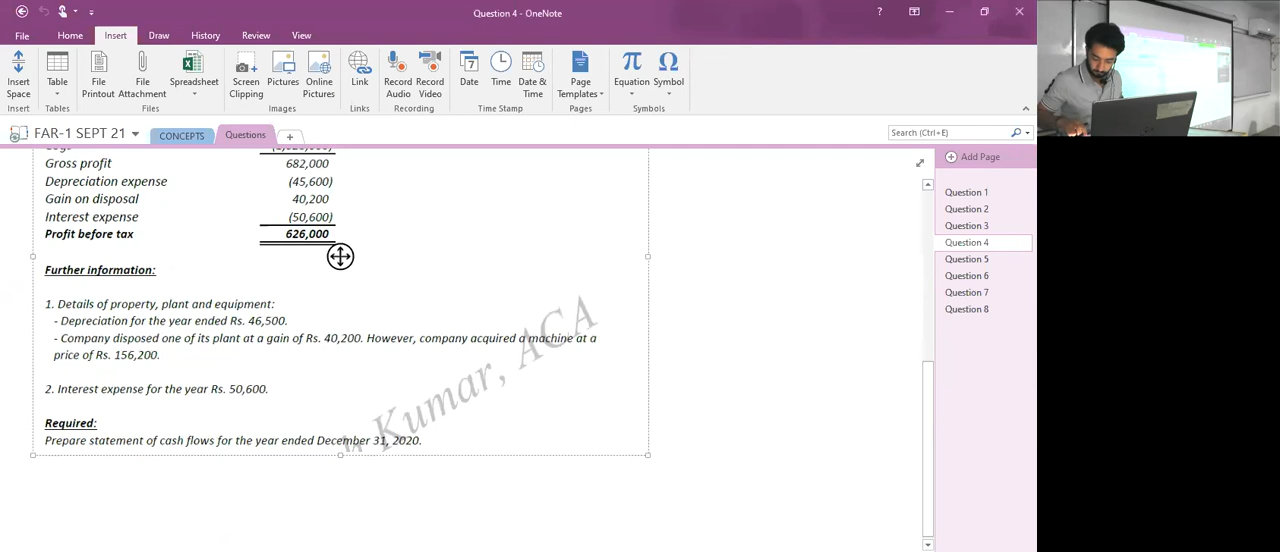 Question 4 - OneNote
?
File
Home
Insert
Draw
History
Review
View
Insert Space
Table
File Printout
File Attachment
Spreadsheet
Screen Clipping
Pictures
Online Pictures
Link
Record Audio
Record Video
Date
Time
Date & Time
Page Templates
Equation
Symbol
Insert
Tables
Files
Images
Links
Recording
Time Stamp
Pages
Symbols
FAR-1 SEPT 21
CONCEPTS
Questions
Search (Ctrl+E)
Add Page
Question 1
Question 2
Question 3
Question 4
Question 5
Question 6
Question 7
Question 8
Gross profit 682,000
Depreciation expense (45,600)
Gain on disposal 40,200
Interest expense (50,600)
Profit before tax 626,000
Further information:
1. Details of property, plant and equipment:
- Depreciation for the year ended Rs. 46,500.
- Company disposed one of its plant at a gain of Rs. 40,200. However, company acquired a machine at a
price of Rs. 156,200.
2. Interest expense for the year Rs. 50,600.
Required:
Prepare statement of cash flows for the year ended December 31, 2020.
Kumar, ACA